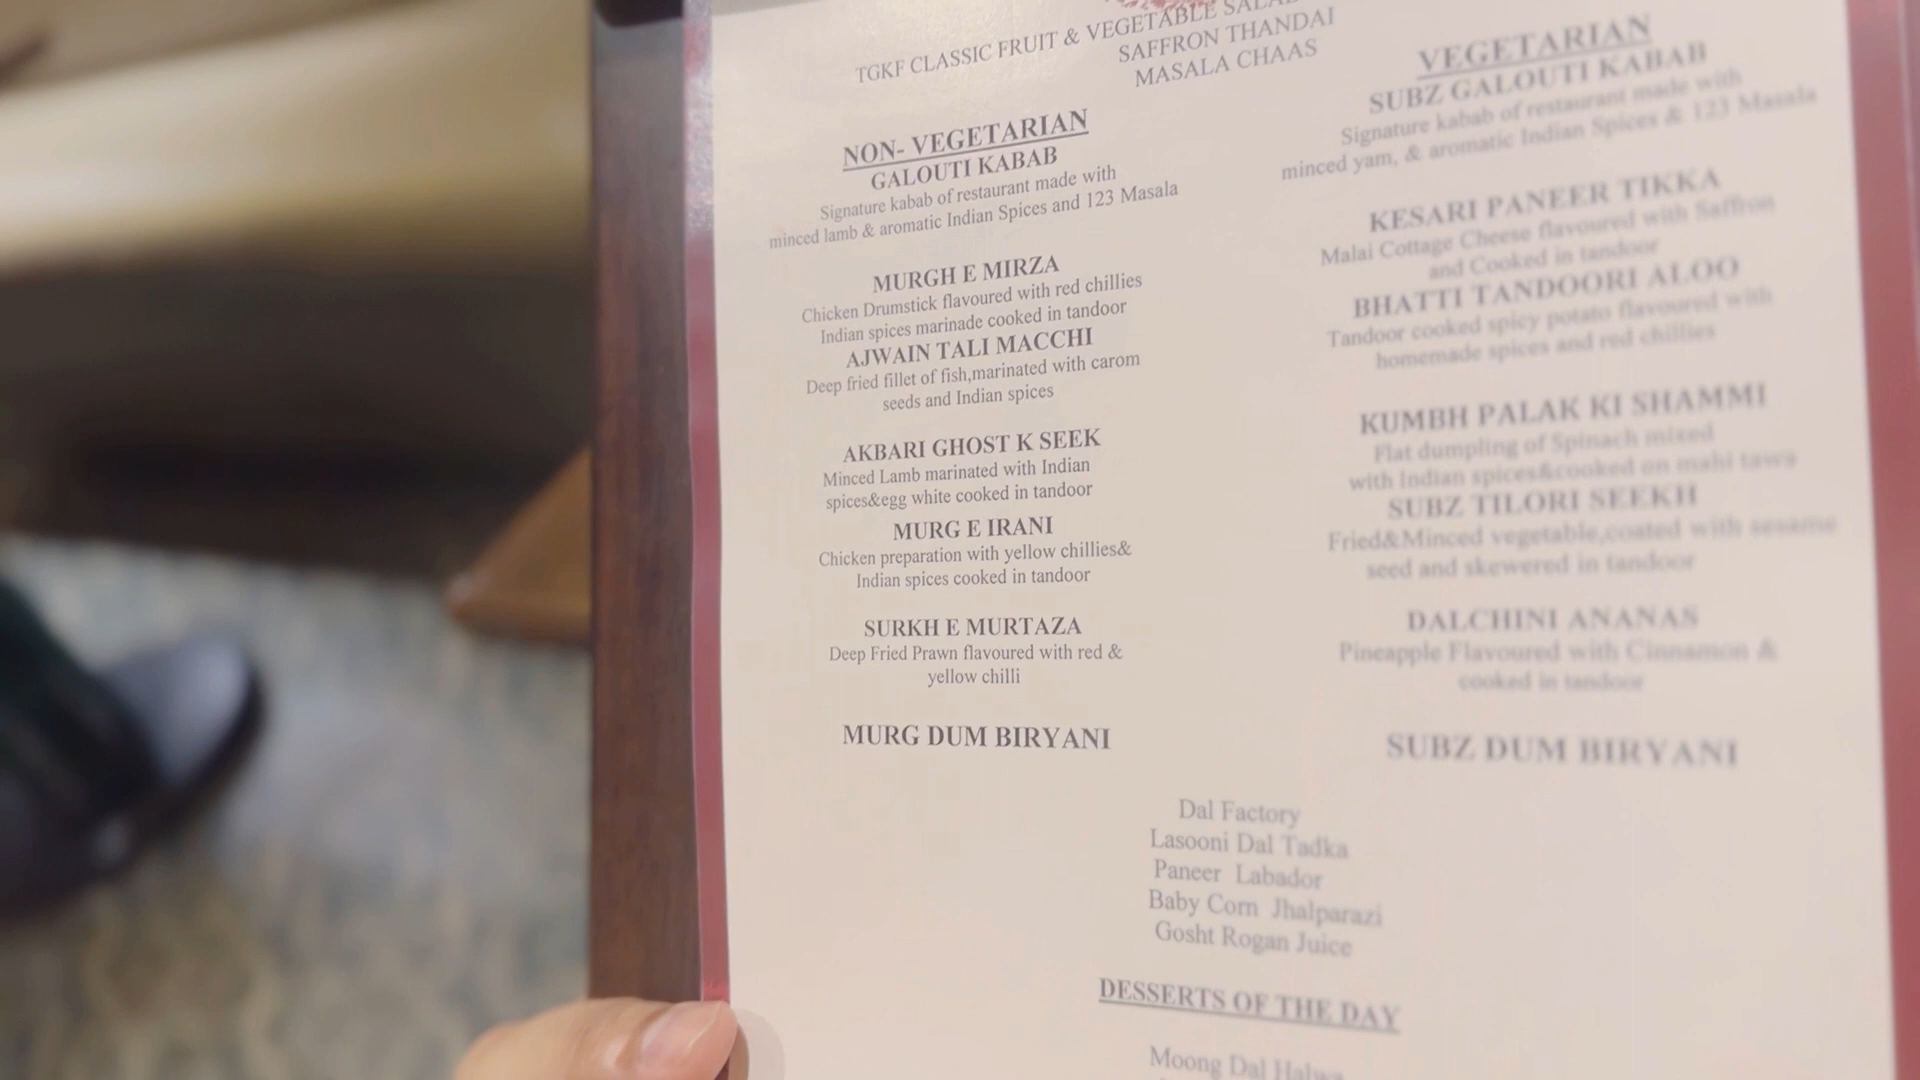 TGKF CLASSIC FRUIT & VEGETABLE
SAFFRON THANDAI
MASALA CHAAS
NON- VEGETARIAN
GALOUTI KABAB
Signature kabab of restaurant made with
minced lamb & aromatic Indian Spices and 123 Masala
MURGH E MIRZA
Chicken Drumstick flavoured with red chillies
Indian spices marinade cooked in tandoor
AJWAIN TALI MACCHI
Deep fried fillet of fish,marinated with carom
seeds and Indian spices
AKBARI GHOST K SEEK
Minced Lamb marinated with Indian
spices&egg white cooked in tandoor
MURG E IRANI
Chicken preparation with yellow chillies&
Indian spices cooked in tandoor
SURKH E MURTAZA
Deep Fried Prawn flavoured with red &
yellow chilli
MURG DUM BIRYANI
VEGETARIAN
SUBZ GALOUTI KABAB
Signature kabab of restaurant made with
minced yam, & aromatic Indian Spices & 123 Masala
KESARI PANEER TIKKA
Malai Cottage Cheese flavoured with Saffron
and Cooked in tandoor
BHATTI TANDOORI ALOO
Tandoor cooked spicy potato flavoured with
homemade spices and red chillies
KUMBH PALAK KI SHAMMI
Flat dumpling of Spinach mixed
with Indian spices&cooked on mahi tawa
SUBZ TILORI SEEKH
Fried&Minced vegetable,coated with sesame
seed and skewered in tandoor
DALCHINI ANANAS
Pineapple Flavoured with Cinnamon &
cooked in tandoor
SUBZ DUM BIRYANI
Dal Factory
Lasooni Dal Tadka
Paneer Labador
Baby Corn Jhalparazi
Gosht Rogan Juice
DESSERTS OF THE DAY
Moong Dal Halwa